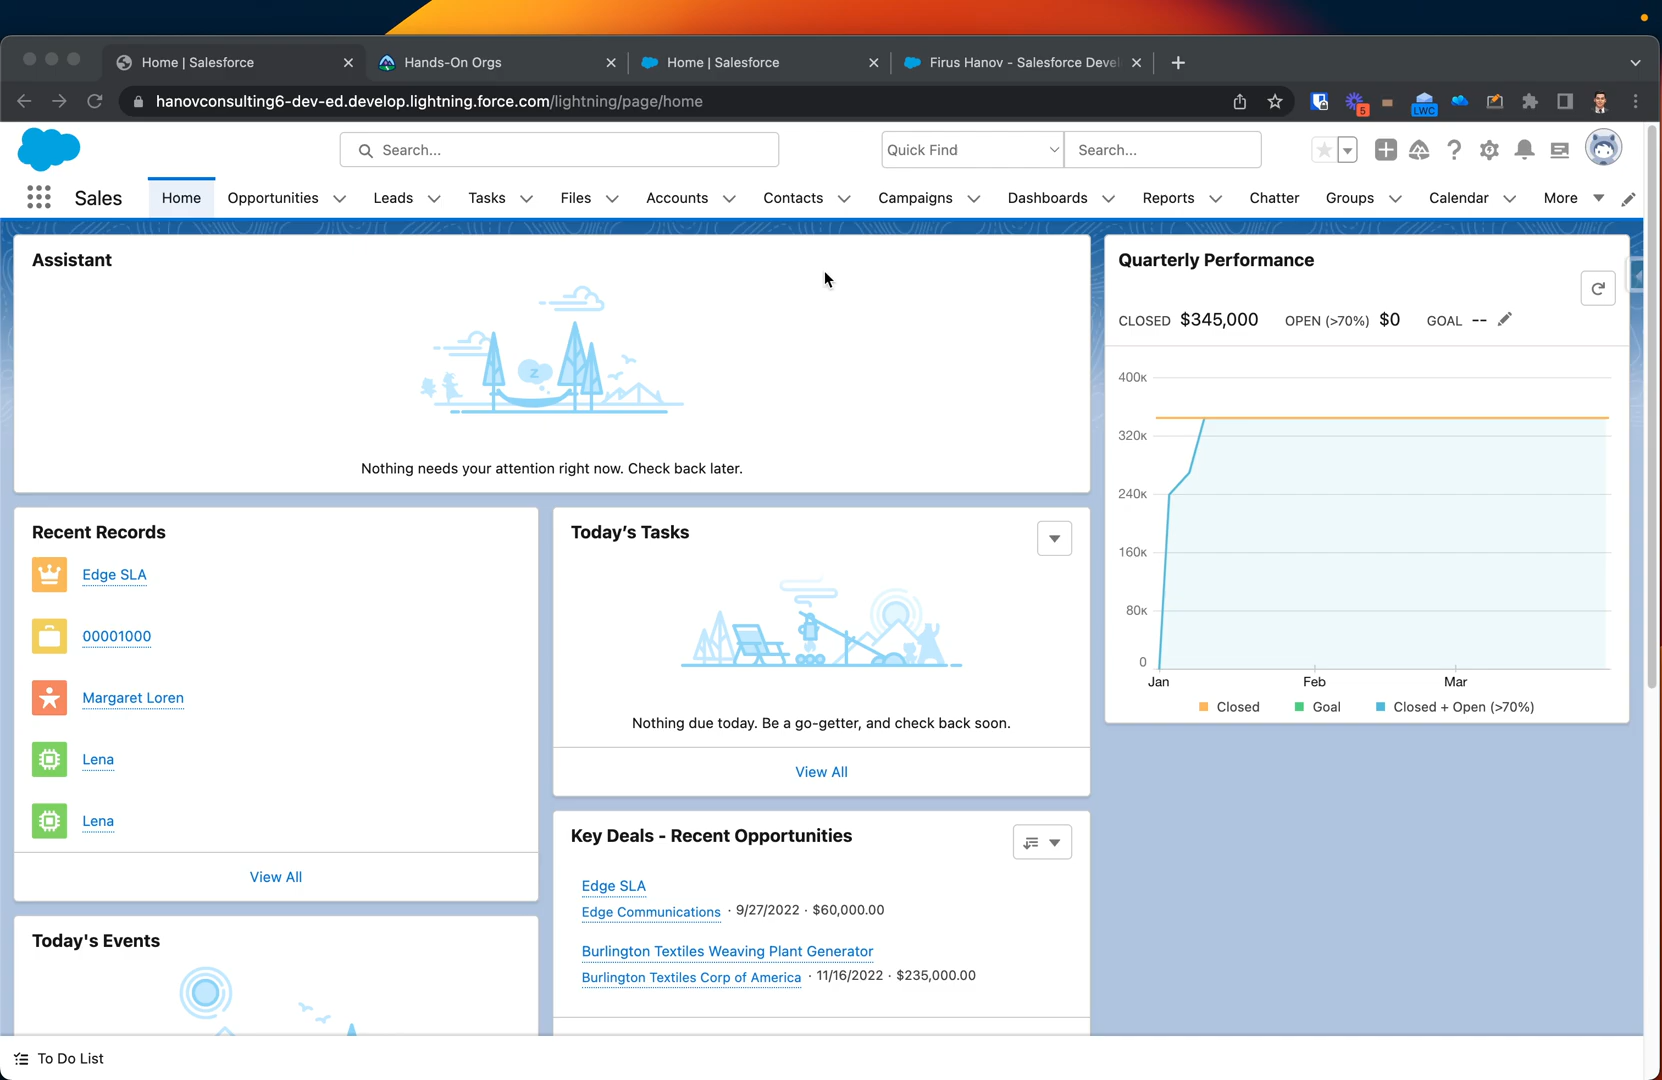 Home | Salesforce
Hands-On Orgs
Home | Salesforce
Firus Hanov - Salesforce Devel
hanovconsulting6-dev-ed.develop.lightning.force.com/lightning/page/home
5
LWC
Search...
Quick Find
Search...
Sales
Home
Opportunities
Leads
Tasks
Files
Accounts
Contacts
Campaigns
Dashboards
Reports
Chatter
Groups
Calendar
More
Assistant
z
Nothing needs your attention right now. Check back later.
Quarterly Performance
CLOSED $345,000 OPEN (>70%) $0 GOAL --
400K
320K
240K
160K
80K
0
Jan Feb Mar
Closed Goal Closed + Open (>70%)
Recent Records
Edge SLA
00001000
Margaret Loren
Lena
Lena
View All
Today's Tasks
Nothing due today. Be a go-getter, and check back soon.
View All
Key Deals - Recent Opportunities
Edge SLA
Edge Communications · 9/27/2022 · $60,000.00
Burlington Textiles Weaving Plant Generator
Burlington Textiles Corp of America · 11/16/2022 · $235,000.00
Today's Events
To Do List